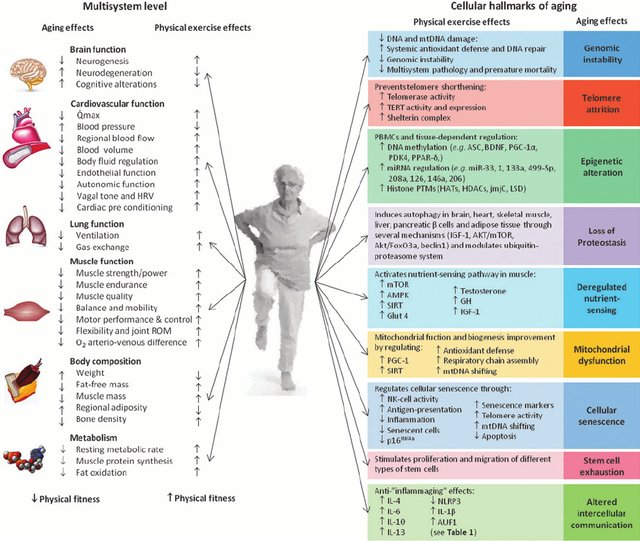 Multisystem level
Aging effects
Physical exercise effects
Brain function
↓ Neurogenesis ↑
↑ Neurodegeneration ↓
↑ Cognitive alterations ↓
Cardiovascular function
↓ Q̇max ↑
↑ Blood pressure ↓
↓ Regional blood flow ↑
↓ Blood volume ↑
↓ Body fluid regulation ↑
↓ Endothelial function ↑
↓ Autonomic function ↑
↓ Vagal tone and HRV ↑
↓ Cardiac pre conditioning ↑
Lung function
↓ Ventilation ↑
↓ Gas exchange ↑
Muscle function
↓ Muscle strength/power ↑
↓ Muscle endurance ↑
↓ Muscle quality ↑
↓ Balance and mobility ↑
↓ Motor performance & control ↑
↓ Flexibility and joint ROM ↑
↓ O₂ arterio-venous difference ↑
Body composition
↑ Weight ↓
↓ Fat-free mass ↑
↓ Muscle mass ↑
↑ Regional adiposity ↓
↓ Bone density ↑
Metabolism
↓ Resting metabolic rate ↑
↓ Muscle protein synthesis ↑
↓ Fat oxidation ↑
↓ Physical fitness
↑ Physical fitness
Cellular hallmarks of aging
Physical exercise effects
Aging effects
↓ DNA and mtDNA damage:
↑ Systemic antioxidant defense and DNA repair
↓ Genomic instability
↓ Multisystem pathology and premature mortality
Genomic
instability
Prevents telomere shortening:
↑ Telomerase activity
↑ TERT activity and expression
↑ Shelterin complex
Telomere
attrition
PBMCs and tissue-dependent regulation:
↑ DNA methylation (e.g. ASC, BDNF, PGC-1α,
PDK4, PPAR-δ,)
↑ miRNA regulation (e.g. miR-33, 1, 133a, 499-5p,
208a, 126, 146a, 206)
↑ Histone PTMs (HATs, HDACs, jmjC, LSD)
Epigenetic
alteration
Induces autophagy in brain, heart, skeletal muscle,
liver, pancreatic β cells and adipose tissue through
several mechanisms (IGF-1, AKT/mTOR,
Akt/FoxO3a, beclin1) and modulates ubiquitin-
proteasome system
Loss of
Proteostasis
Activates nutrient-sensing pathway in muscle:
↑ mTOR
↑ AMPK
↑ SIRT
↑ Glut 4
↑ Testosterone
↑ GH
↑ IGF-1
Deregulated
nutrient-
sensing
Mitochondrial fuction and biogenesis improvement
by regulating:
↑ PGC-1
↑ SIRT
↑ Antioxidant defense
↑ Respiratory chain assembly
↑ mtDNA shifting
Mitochondrial
dysfunction
Regulates cellular senescence through:
↑ NK-cell activity
↑ Antigen-presentation
↓ Inflammation
↓ Senescent cells
↓ p16ᴵᴺᴷ⁴ᵃ
↑ Senescence markers
↑ Telomere activity
↑ mtDNA shifting
↓ Apoptosis
Cellular
senescence
Stimulates proliferation and migration of different
types of stem cells
Stem cell
exhaustion
Anti-"inflammaging" effects:
↑ IL-4 ↓ NLRP3
↑ IL-6 ↑ IL-1β
↑ IL-10 ↑ AUF1
↑ IL-13 (see Table 1)
Altered
intercellular
communication